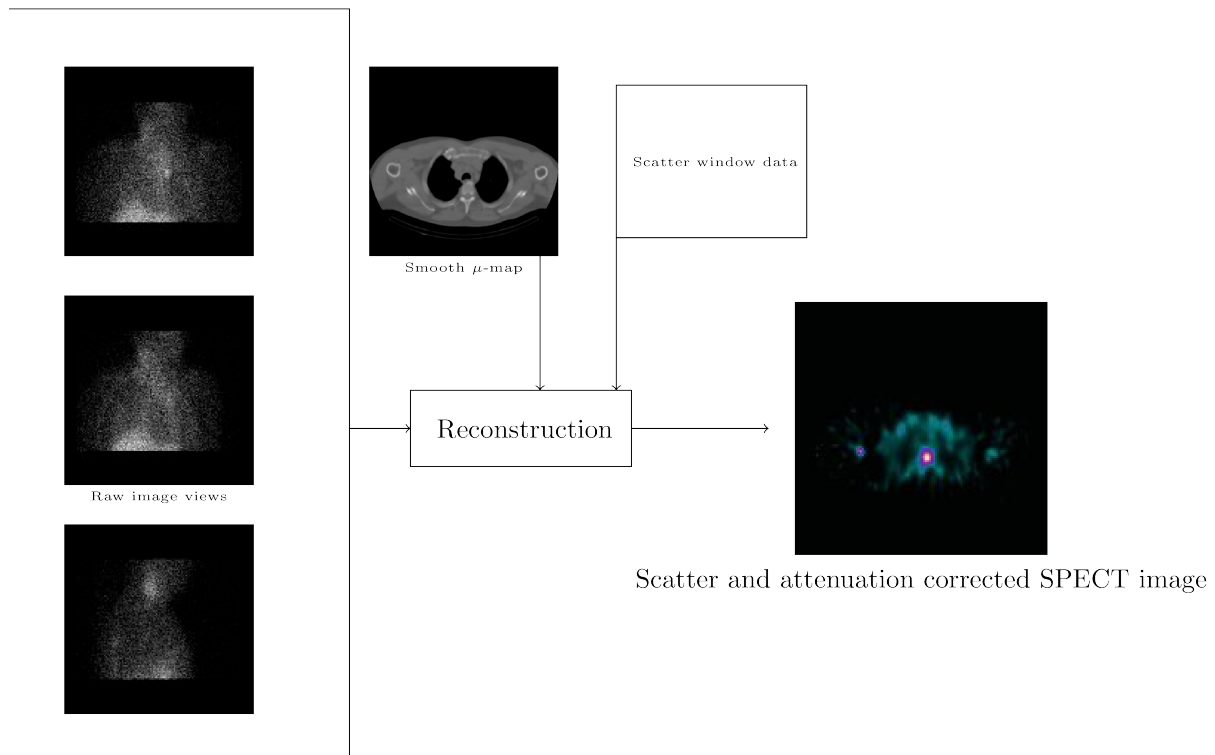 Raw image views
Smooth μ-map
Scatter window data
Reconstruction
Scatter and attenuation corrected SPECT image